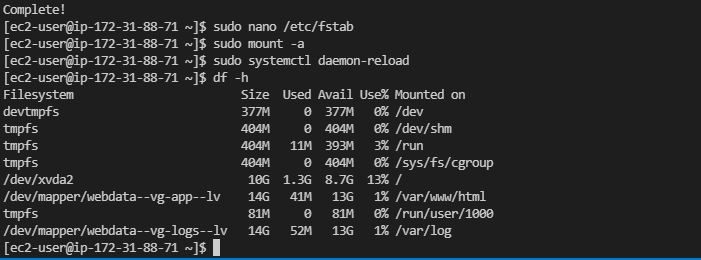 Complete!
[ec2-user@ip-172-31-88-71 ~]$ sudo nano /etc/fstab
[ec2-user@ip-172-31-88-71 ~]$ sudo mount -a
[ec2-user@ip-172-31-88-71 ~]$ sudo systemctl daemon-reload
[ec2-user@ip-172-31-88-71 ~]$ df -h
Filesystem                       Size  Used Avail Use% Mounted on
devtmpfs                         377M     0  377M   0% /dev
tmpfs                            404M     0  404M   0% /dev/shm
tmpfs                            404M   11M  393M   3% /run
tmpfs                            404M     0  404M   0% /sys/fs/cgroup
/dev/xvda2                        10G  1.3G  8.7G  13% /
/dev/mapper/webdata--vg-app--lv   14G   41M   13G   1% /var/www/html
tmpfs                             81M     0   81M   0% /run/user/1000
/dev/mapper/webdata--vg-logs--lv  14G   52M   13G   1% /var/log
[ec2-user@ip-172-31-88-71 ~]$